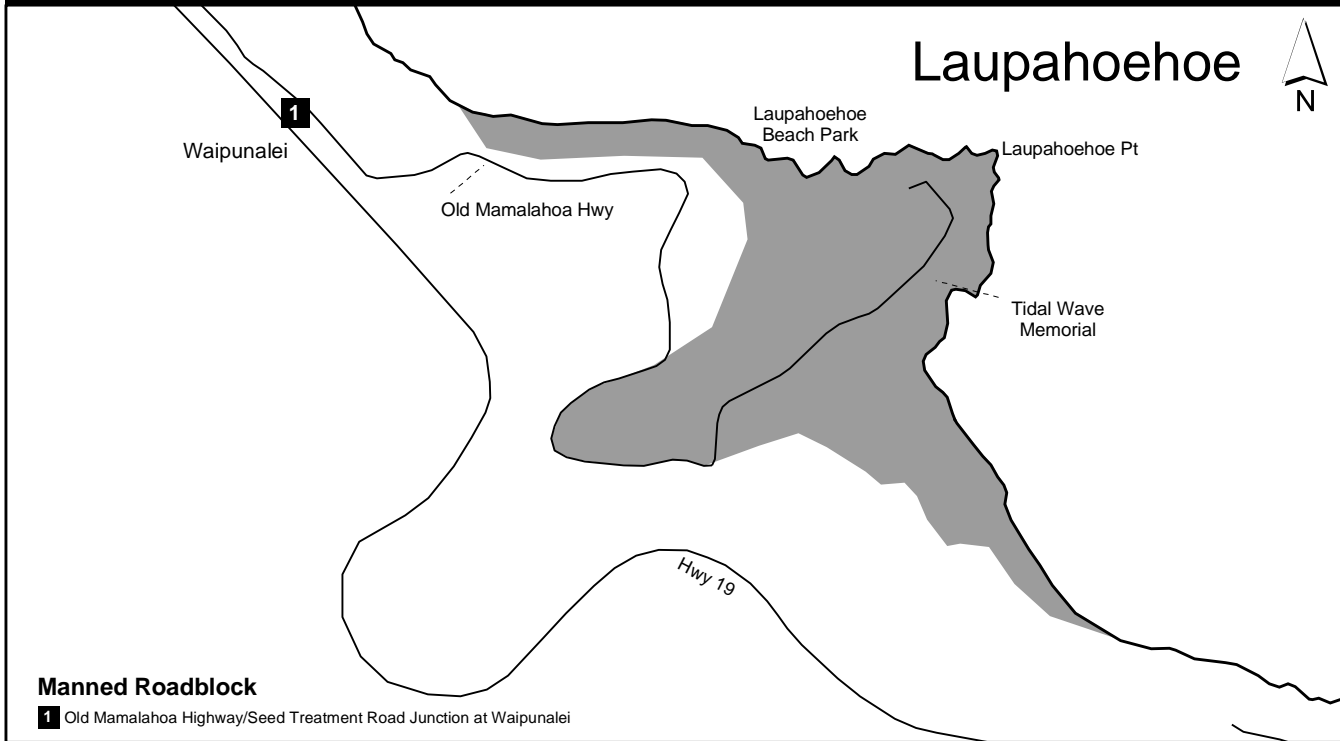 Laupahoehoe
N
Laupahoehoe
Beach Park
Laupahoehoe Pt
1
Waipunalei
Old Mamalahoa Hwy
Tidal Wave
Memorial
Hwy 19
Manned Roadblock
1 Old Mamalahoa Highway/Seed Treatment Road Junction at Waipunalei